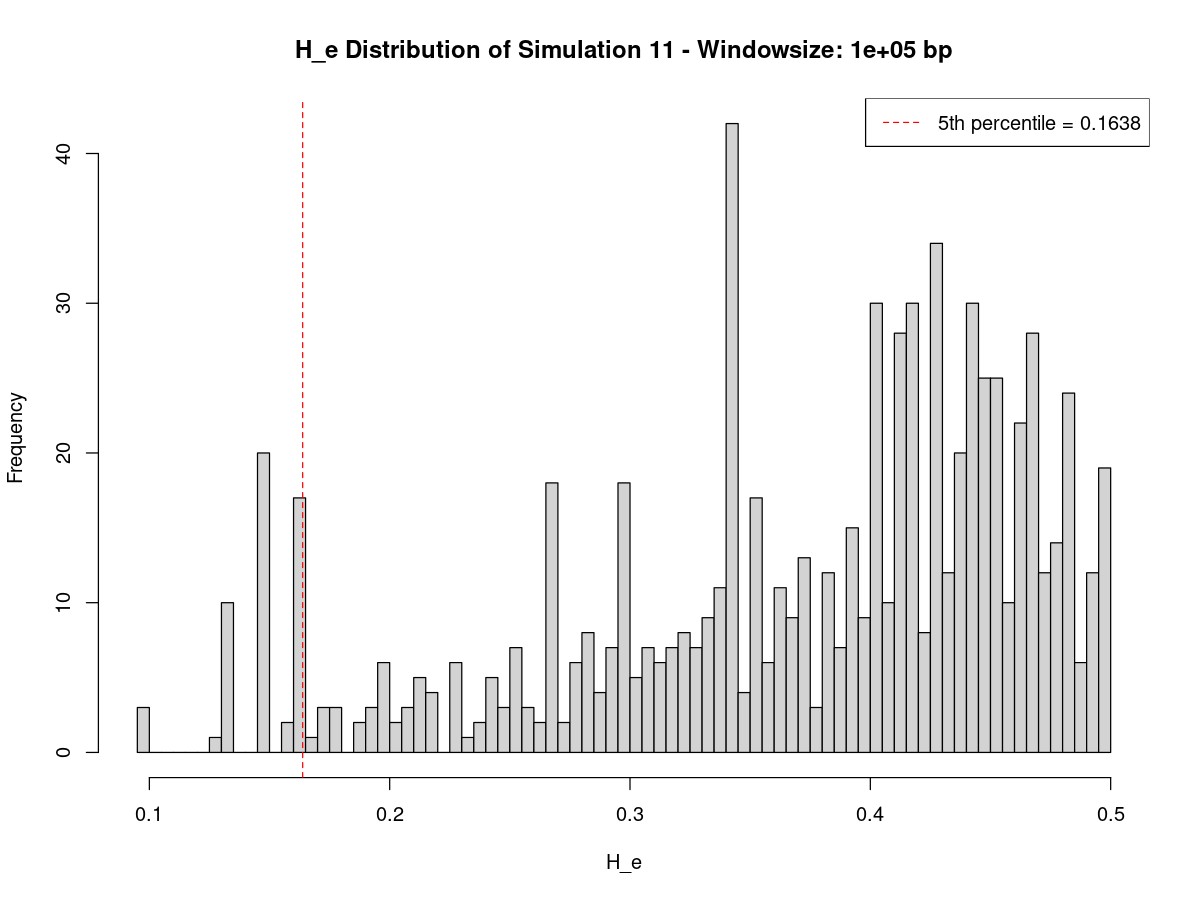 H_e Distribution of Simulation 11 - Windowsize: 1e+05 bp
5th percentile = 0.1638
Frequency
40
30
20
10
0
0.1 0.2 0.3 0.4 0.5
H_e